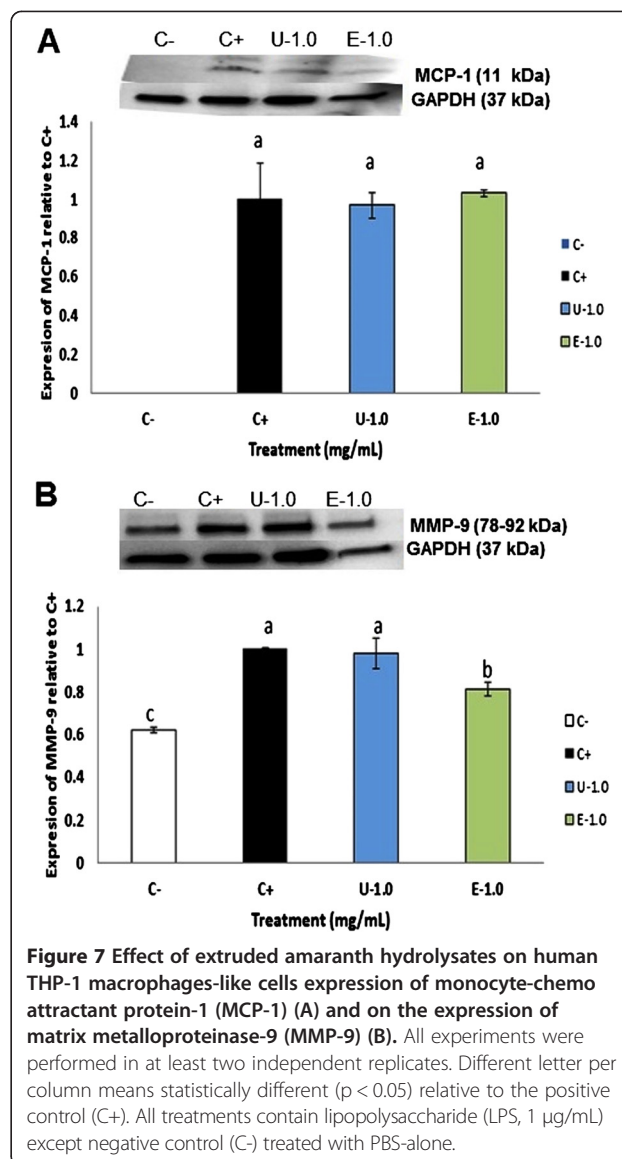 A
C- C+ U-1.0 E-1.0
MCP-1 (11 kDa)
GAPDH (37 kDa)
Expresion of MCP-1 relative to C+
1.4
1.2
1
0.8
0.6
0.4
0.2
0
a a a
C-
C+
U-1.0
E-1.0
C- C+ U-1.0 E-1.0
Treatment (mg/mL)
B
C- C+ U-1.0 E-1.0
MMP-9 (78-92 kDa)
GAPDH (37 kDa)
Expresion of MMP-9 relative to C+
1.2
1
0.8
0.6
0.4
0.2
0
c a a b
C-
C+
U-1.0
E-1.0
C- C+ U-1.0 E-1.0
Treatment (mg/mL)
Figure 7 Effect of extruded amaranth hydrolysates on human
THP-1 macrophages-like cells expression of monocyte-chemo
attractant protein-1 (MCP-1) (A) and on the expression of
matrix metalloproteinase-9 (MMP-9) (B). All experiments were
performed in at least two independent replicates. Different letter per
column means statistically different (p < 0.05) relative to the positive
control (C+). All treatments contain lipopolysaccharide (LPS, 1 μg/mL)
except negative control (C-) treated with PBS-alone.